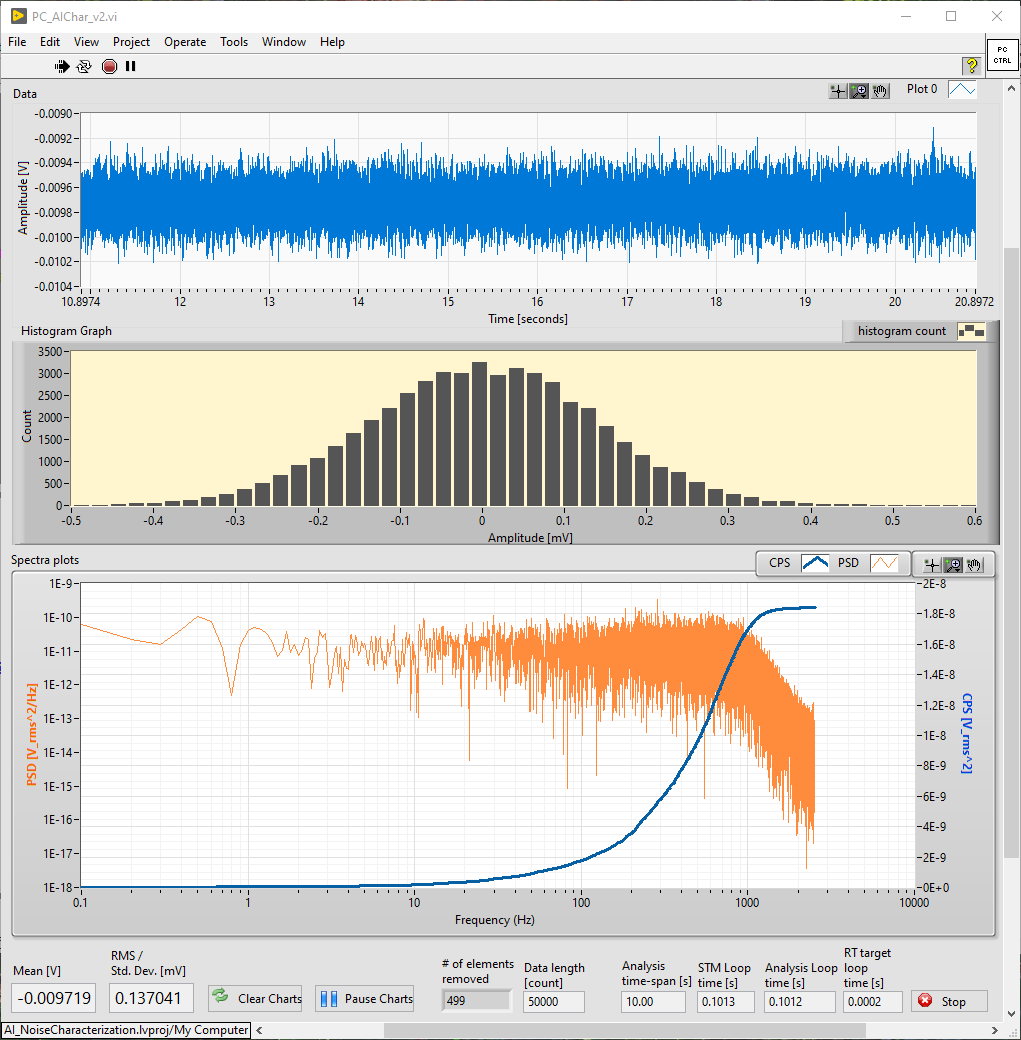 PC_AIChar_v2.vi
File Edit View Project Operate Tools Window Help
PC
CTRL
?
Data
Plot 0
-0.0090
-0.0092
-0.0094
-0.0096
-0.0098
-0.0100
-0.0102
-0.0104
Amplitude [V]
10.8974 12 13 14 15 16 17 18 19 20 20.8972
Time [seconds]
Histogram Graph
histogram count
3500
3000
2500
2000
1500
1000
500
0
Count
-0.5 -0.4 -0.3 -0.2 -0.1 0 0.1 0.2 0.3 0.4 0.5 0.6
Amplitude [mV]
Spectra plots
CPS PSD
1E-9
1E-10
1E-11
1E-12
1E-13
1E-14
1E-15
1E-16
1E-17
1E-18
PSD [V_rms^2/Hz]
2E-8
1.8E-8
1.6E-8
1.4E-8
1.2E-8
1E-8
8E-9
6E-9
4E-9
2E-9
0E+0
CPS [V_rms^2]
0.1 1 10 100 1000 10000
Frequency (Hz)
Mean [V]
-0.009719
RMS /
Std. Dev. [mV]
0.137041
Clear Charts
Pause Charts
# of elements
removed
499
Data length
[count]
50000
Analysis
time-span [s]
10.00
STM Loop
time [s]
0.1013
Analysis Loop
time [s]
0.1012
RT target
loop
time [s]
0.0002
Stop
AI_NoiseCharacterization.lvproj/My Computer